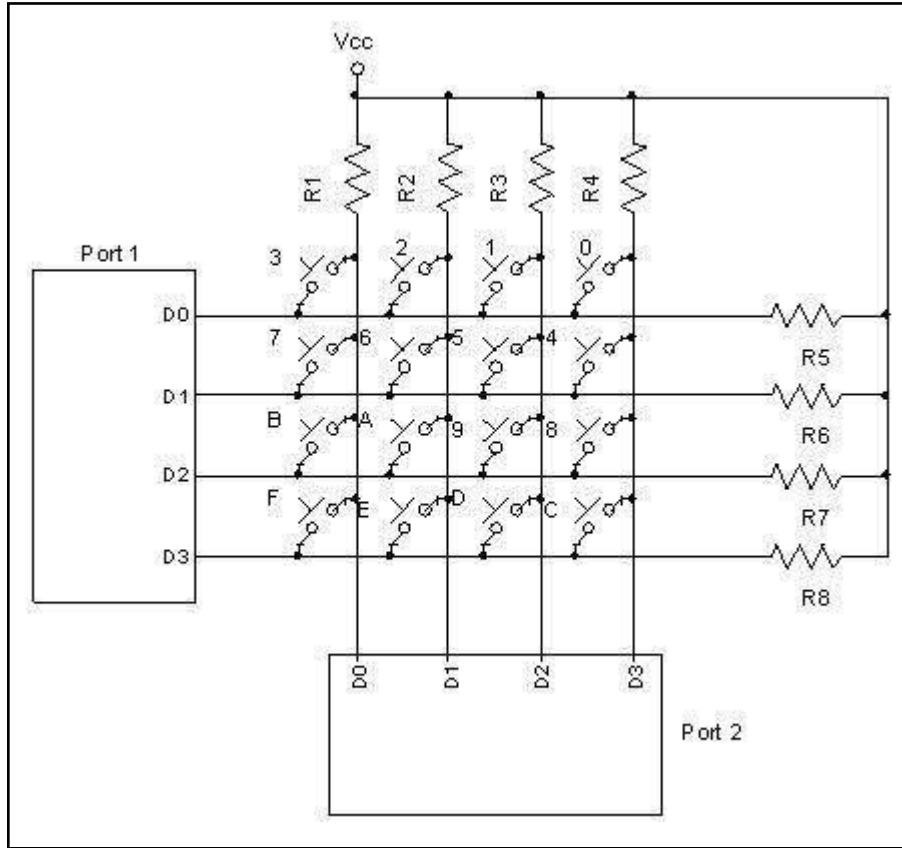 Vcc
R1 R2 R3 R4
Port 1
3 2 1 0
D0
R5
7 6 5 4
D1
R6
B A 9 8
D2
R7
F E D C
D3
R8
D0 D1 D2 D3
Port 2